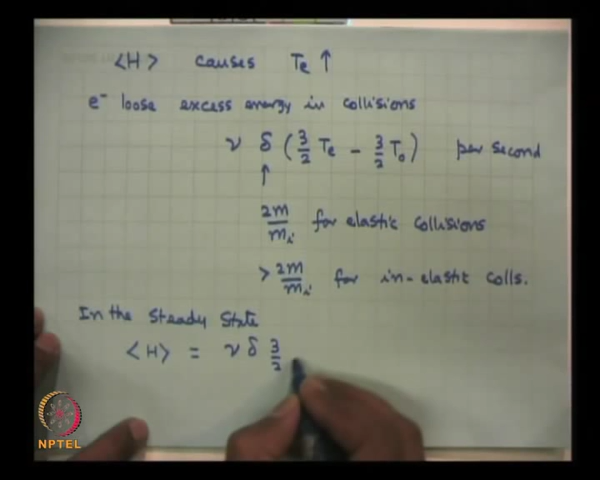 <H> causes Te ↑
e⁻ loose excess energy in collisions
ν δ (3/2 Te - 3/2 T₀) per second
↑
2m/mi for elastic collisions
> 2m/mi for in-elastic colls.
In the Steady State
<H> = ν δ 3/2
NPTEL